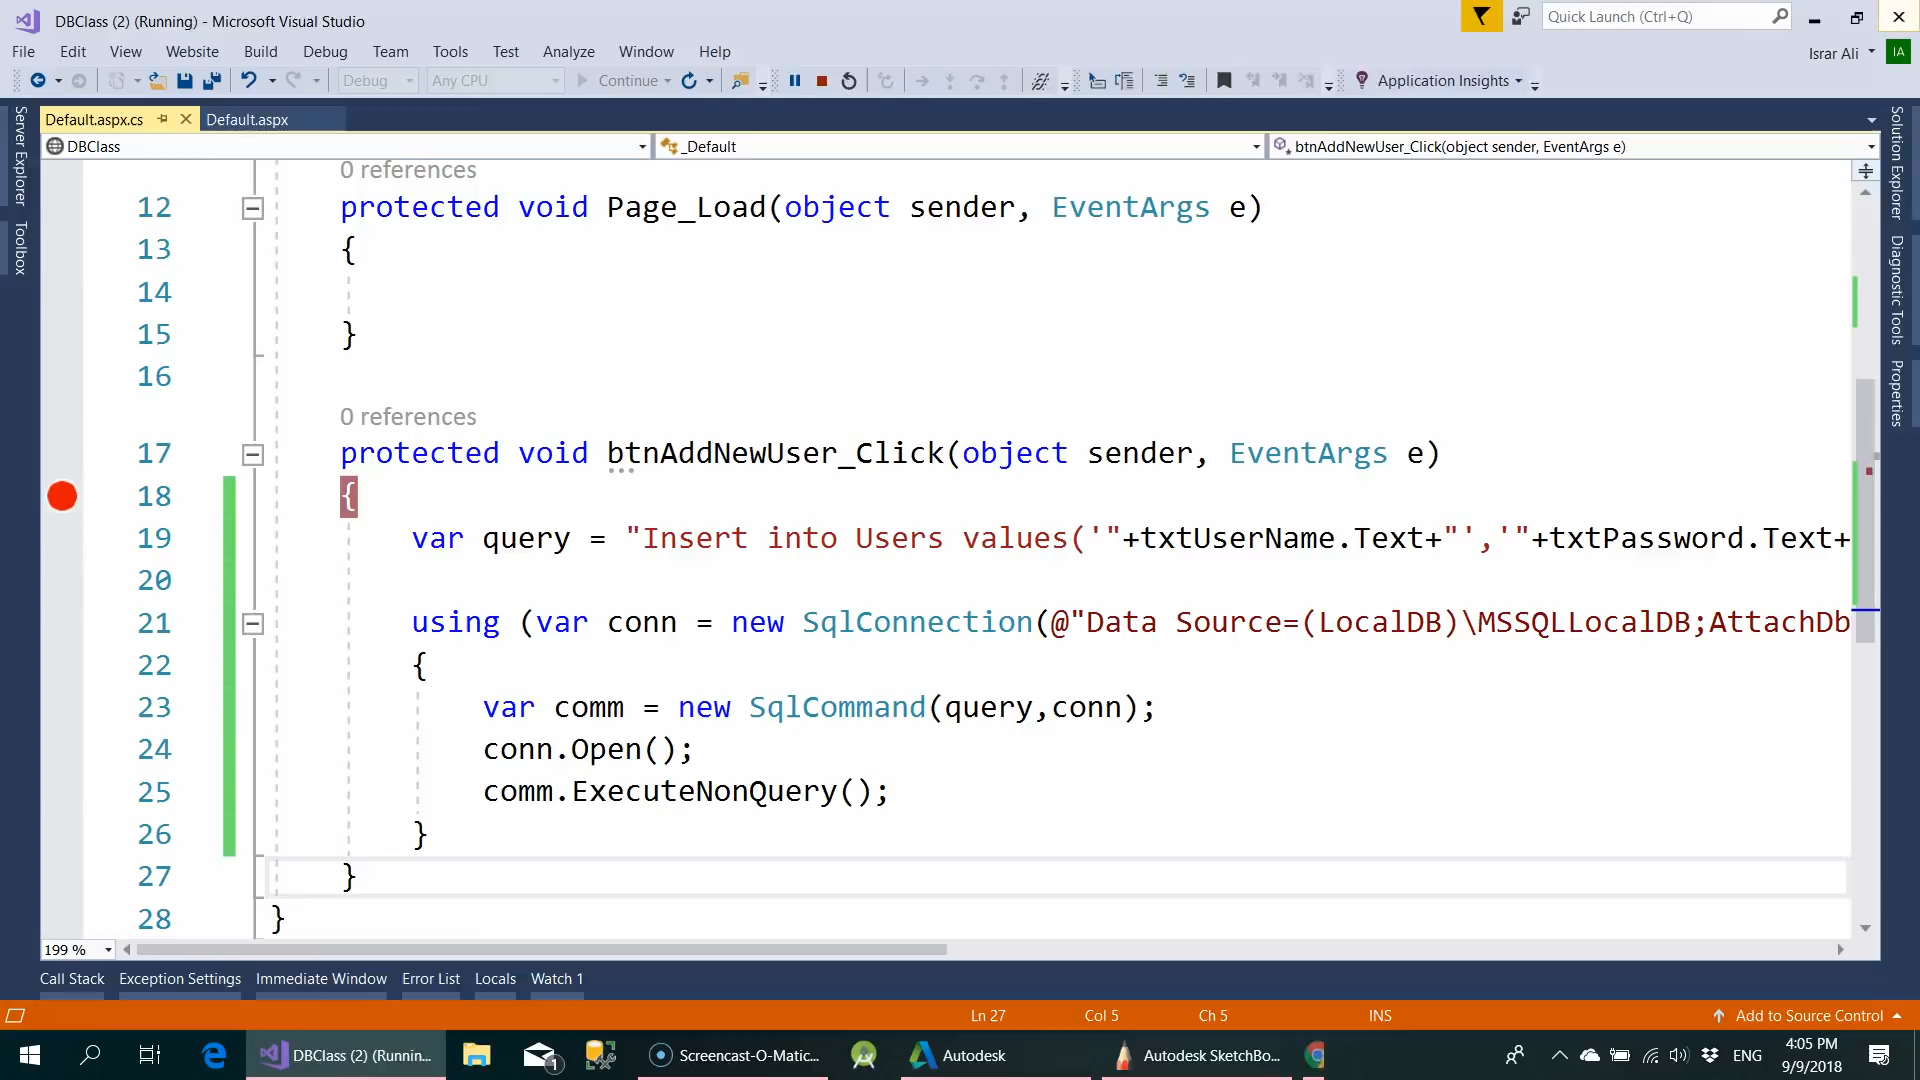 DBClass (2) (Running) - Microsoft Visual Studio
Quick Launch (Ctrl+Q)
File Edit View Website Build Debug Team Tools Test Analyze Window Help
Israr Ali IA
Debug Any CPU Continue Application Insights
Server Explorer
Toolbox
Default.aspx.cs Default.aspx
DBClass _Default btnAddNewUser_Click(object sender, EventArgs e)
Solution Explorer
Diagnostic Tools
Properties
0 references
12 protected void Page_Load(object sender, EventArgs e)
13 {
14
15 }
16
0 references
17 protected void btnAddNewUser_Click(object sender, EventArgs e)
18 {
19 var query = "Insert into Users values('"+txtUserName.Text+"','"+txtPassword.Text+
20
21 using (var conn = new SqlConnection(@"Data Source=(LocalDB)\MSSQLLocalDB;AttachDb
22 {
23 var comm = new SqlCommand(query,conn);
24 conn.Open();
25 comm.ExecuteNonQuery();
26 }
27 }
28 }
199 %
Call Stack Exception Settings Immediate Window Error List Locals Watch 1
Ln 27 Col 5 Ch 5 INS Add to Source Control
DBClass (2) (Runnin... 1 Screencast-O-Matic... Autodesk Autodesk SketchBo... ENG 4:05 PM
9/9/2018